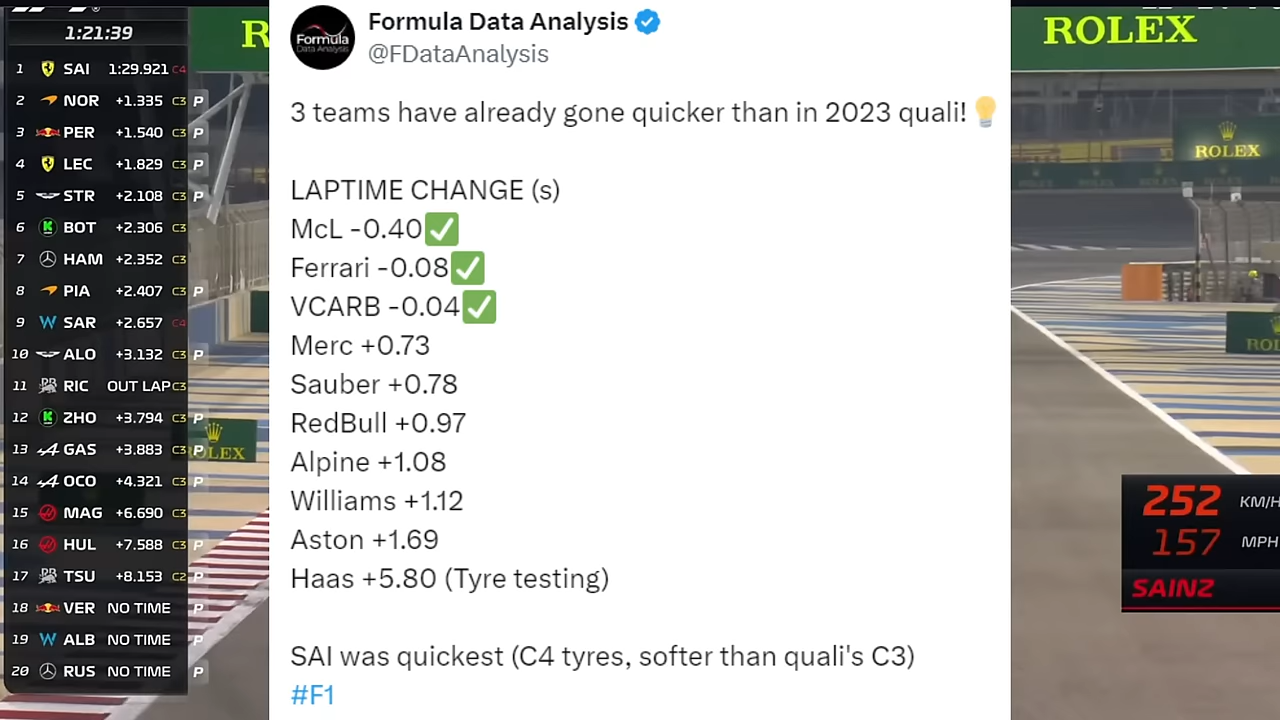 1:21:39
1 SAI 1:29.921 C4
2 NOR +1.335 C3 P
3 PER +1.540 C3 P
4 LEC +1.829 C3 P
5 STR +2.108 C3 P
6 BOT +2.306 C3
7 HAM +2.352 C3
8 PIA +2.407 C3 P
9 SAR +2.657 C4
10 ALO +3.132 C3 P
11 RIC OUT LAP C3
12 ZHO +3.794 C3 P
13 GAS +3.883 C3 P
14 OCO +4.321 C3 P
15 MAG +6.690 C3
16 HUL +7.588 C3 P
17 TSU +8.153 C2 P
18 VER NO TIME P
19 ALB NO TIME P
20 RUS NO TIME P
R
OLEX
Formula
Data Analysis
Formula Data Analysis
@FDataAnalysis
3 teams have already gone quicker than in 2023 quali!💡
LAPTIME CHANGE (s)
McL -0.40✅
Ferrari -0.08✅
VCARB -0.04✅
Merc +0.73
Sauber +0.78
RedBull +0.97
Alpine +1.08
Williams +1.12
Aston +1.69
Haas +5.80 (Tyre testing)
SAI was quickest (C4 tyres, softer than quali's C3)
#F1
ROLEX
ROLEX
ROL
252 KM/H
157 MPH
SAINZ